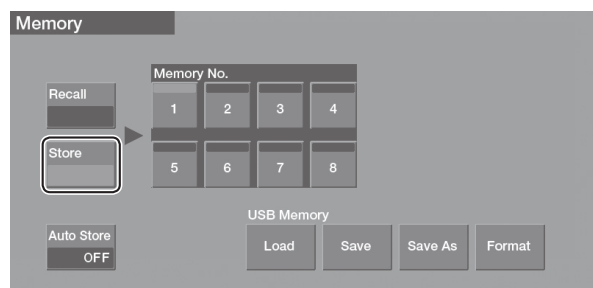 Memory
Memory No.
Recall
1 2 3 4
Store
5 6 7 8
USB Memory
Auto Store
OFF
Load Save Save As Format